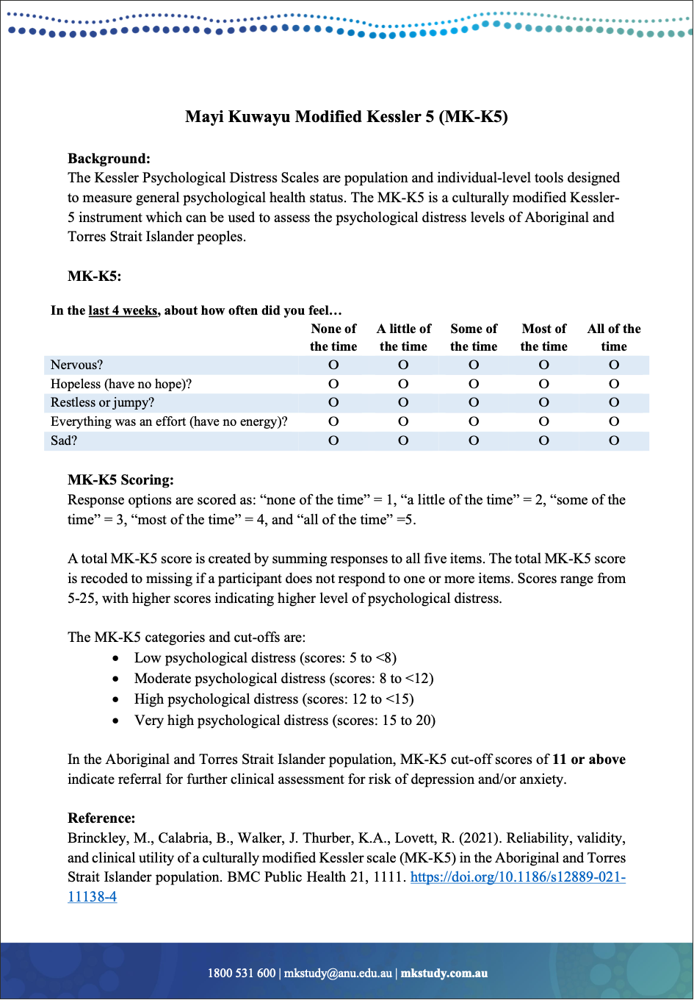 Mayi Kuwayu Modified Kessler 5 (MK-K5)
Background:
The Kessler Psychological Distress Scales are population and individual-level tools designed
to measure general psychological health status. The MK-K5 is a culturally modified Kessler-
5 instrument which can be used to assess the psychological distress levels of Aboriginal and
Torres Strait Islander peoples.
MK-K5:
In the last 4 weeks, about how often did you feel…
None of the time A little of the time Some of the time Most of the time All of the time
Nervous? O O O O O
Hopeless (have no hope)? O O O O O
Restless or jumpy? O O O O O
Everything was an effort (have no energy)? O O O O O
Sad? O O O O O
MK-K5 Scoring:
Response options are scored as: “none of the time” = 1, “a little of the time” = 2, “some of the
time” = 3, “most of the time” = 4, and “all of the time” =5.
A total MK-K5 score is created by summing responses to all five items. The total MK-K5 score
is recoded to missing if a participant does not respond to one or more items. Scores range from
5-25, with higher scores indicating higher level of psychological distress.
The MK-K5 categories and cut-offs are:
• Low psychological distress (scores: 5 to <8)
• Moderate psychological distress (scores: 8 to <12)
• High psychological distress (scores: 12 to <15)
• Very high psychological distress (scores: 15 to 20)
In the Aboriginal and Torres Strait Islander population, MK-K5 cut-off scores of 11 or above
indicate referral for further clinical assessment for risk of depression and/or anxiety.
Reference:
Brinckley, M., Calabria, B., Walker, J. Thurber, K.A., Lovett, R. (2021). Reliability, validity,
and clinical utility of a culturally modified Kessler scale (MK-K5) in the Aboriginal and Torres
Strait Islander population. BMC Public Health 21, 1111. https://doi.org/10.1186/s12889-021-
11138-4
1800 531 600 | mkstudy@anu.edu.au | mkstudy.com.au